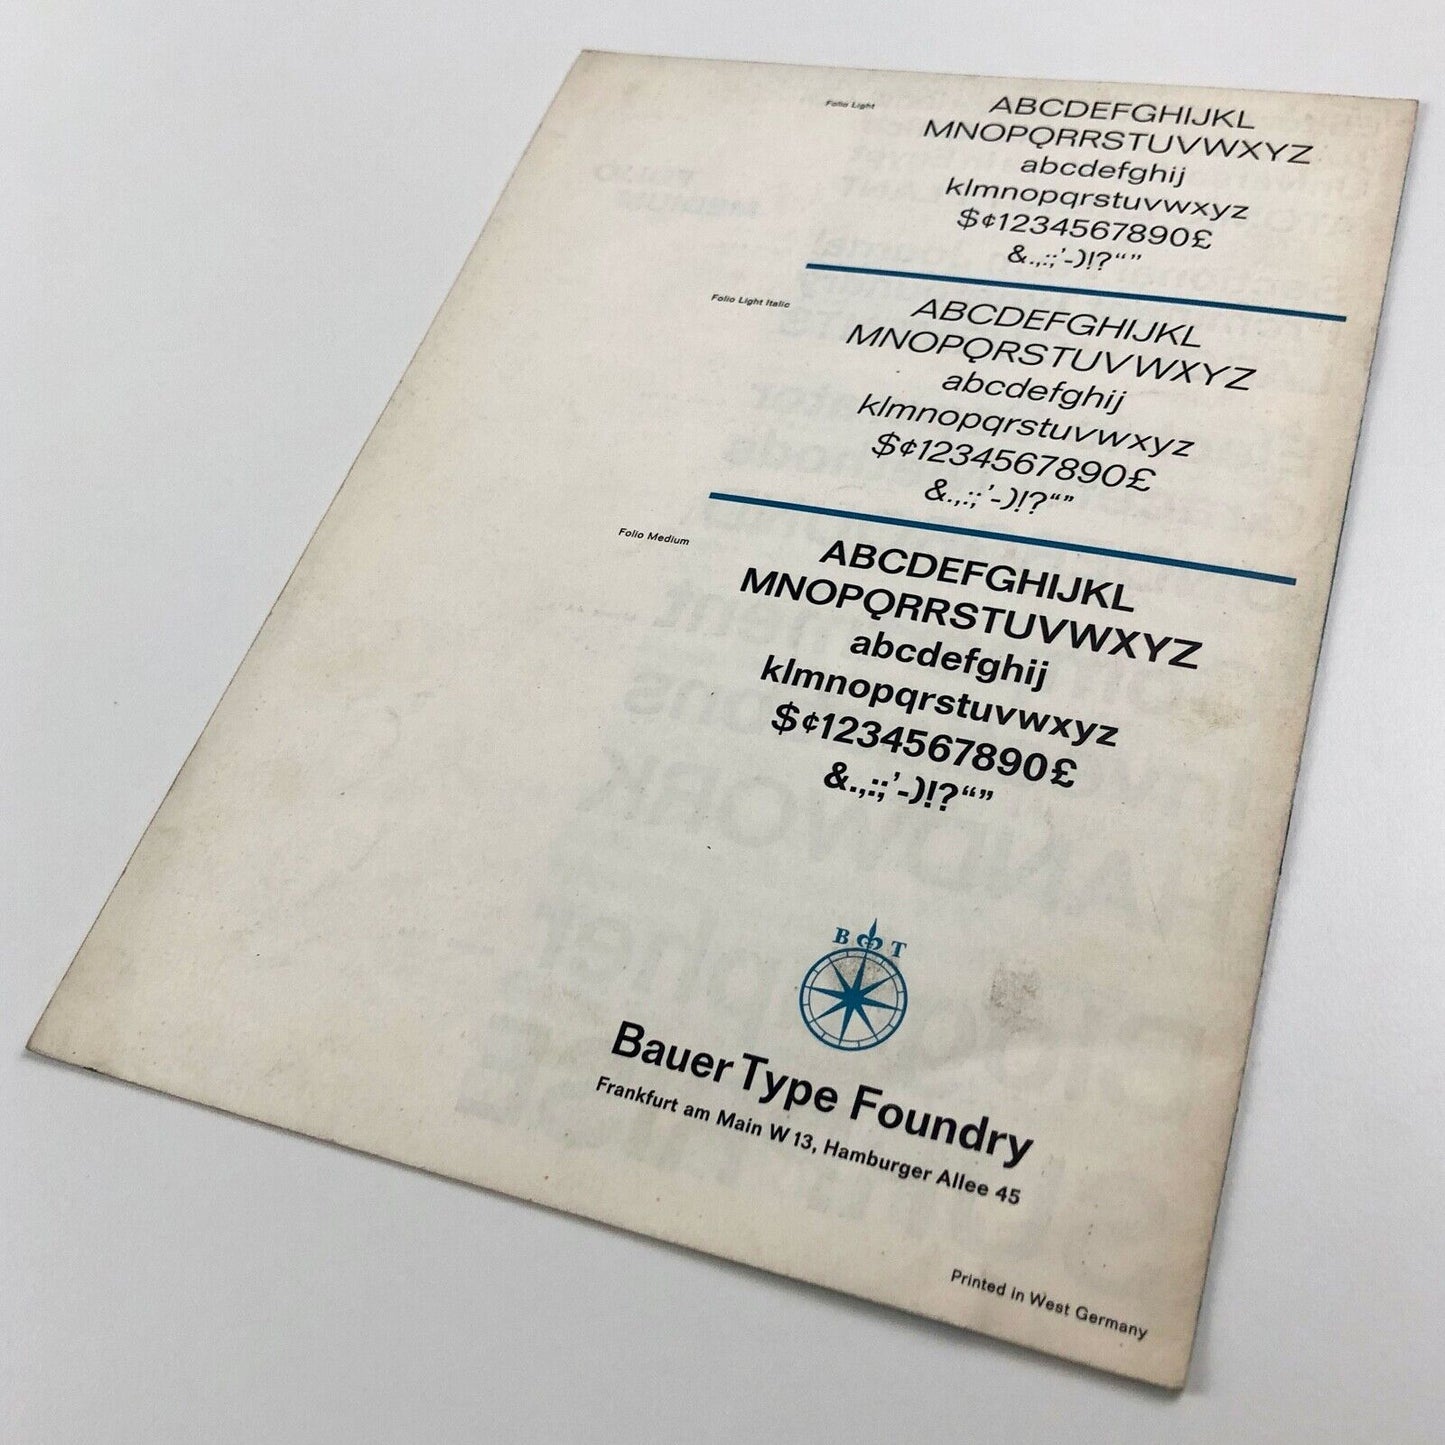 Folio Light
ABCDEFGHIJKL
MNOPQRRSTUVWXYZ
abcdefghij
klmnopqrstuvwxyz
$¢1234567890£
&.,:;’-)!?“”
Folio Light Italic
ABCDEFGHIJKL
MNOPQRSTUVWXYZ
abcdefghij
klmnopqrstuvwxyz
$¢1234567890£
&.,:;’-)!?“”
Folio Medium
ABCDEFGHIJKL
MNOPQRRSTUVWXYZ
abcdefghij
klmnopqrstuvwxyz
$¢1234567890£
&.,:;’-)!?“”
B T
Bauer Type Foundry
Frankfurt am Main W 13, Hamburger Allee 45
Printed in West Germany